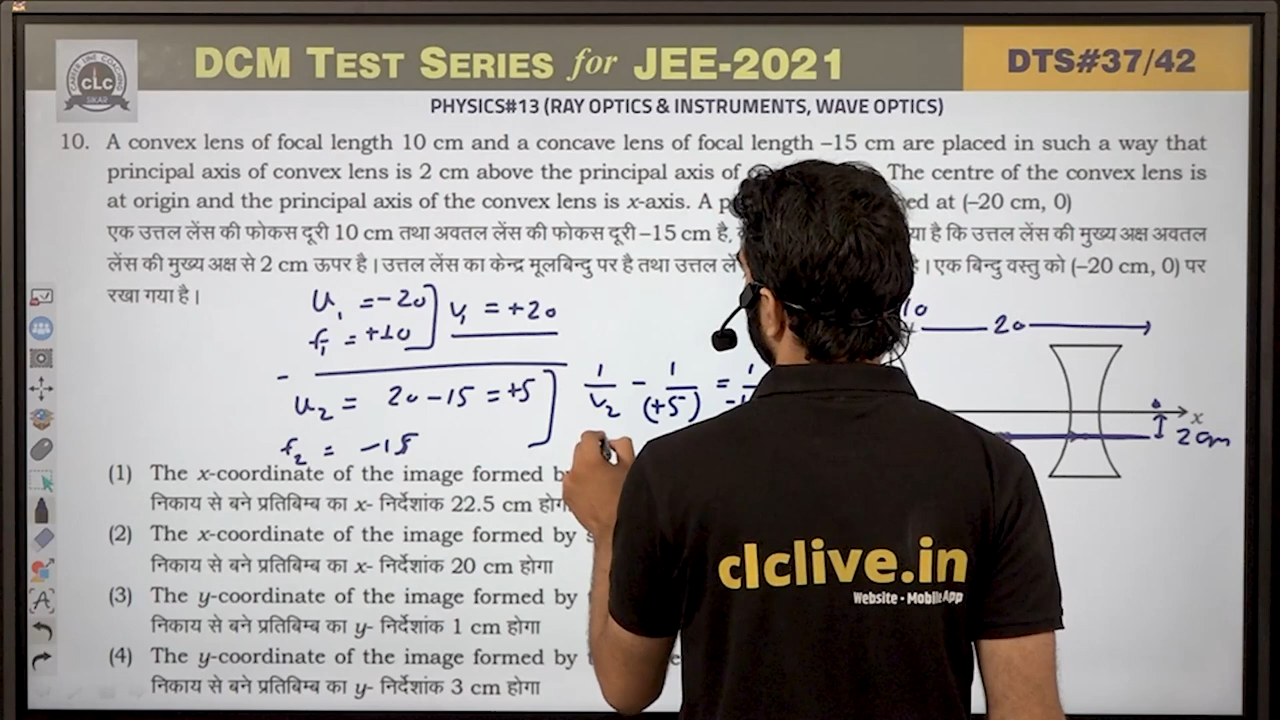 CLC
SIKAR
DCM TEST SERIES for JEE-2021
DTS#37/42
PHYSICS#13 (RAY OPTICS & INSTRUMENTS, WAVE OPTICS)
10. A convex lens of focal length 10 cm and a concave lens of focal length –15 cm are placed in such a way that
principal axis of convex lens is 2 cm above the principal axis of The centre of the convex lens is
at origin and the principal axis of the convex lens is x-axis. A p ed at (–20 cm, 0)
एक उत्तल लेंस की फोकस दूरी 10 cm तथा अवतल लेंस की फोकस दूरी –15 cm है, या है कि उत्तल लेंस की मुख्य अक्ष अवतल
लेंस की मुख्य अक्ष से 2 cm ऊपर है। उत्तल लेंस का केन्द्र मूलबिन्दु पर है तथा उत्तल लें है। एक बिन्दु वस्तु को (–20 cm, 0) पर
रखा गया है।
u₁ = -20
v₁ = +20
f₁ = +10
10
20
u₂ = 20 - 15 = +5
1/v₂ - 1/(+5) = 1/-1
f₂ = -15
x
2cm
(1) The x-coordinate of the image formed b
निकाय से बने प्रतिबिम्ब का x- निर्देशांक 22.5 cm होग
(2) The x-coordinate of the image formed by
निकाय से बने प्रतिबिम्ब का x- निर्देशांक 20 cm होगा
(3) The y-coordinate of the image formed by
निकाय से बने प्रतिबिम्ब का y- निर्देशांक 1 cm होगा
(4) The y-coordinate of the image formed by
निकाय से बने प्रतिबिम्ब का y- निर्देशांक 3 cm होगा
clclive.in
Website • Mobile App